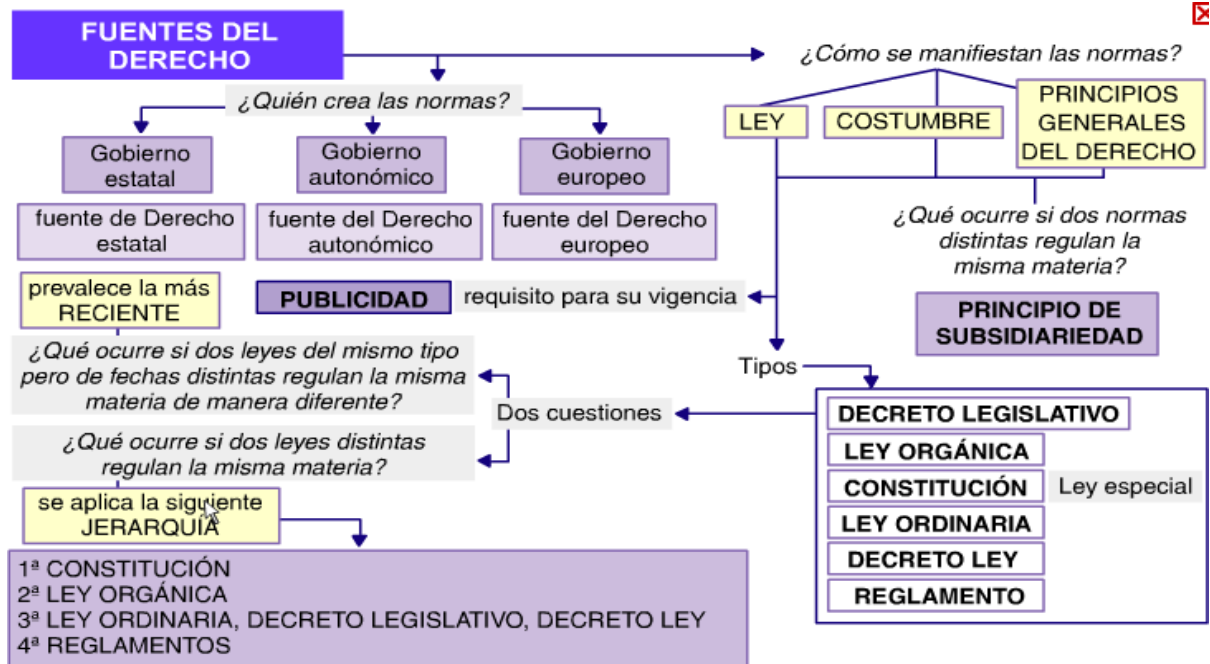 FUENTES DEL
DERECHO
¿Cómo se manifiestan las normas?
¿Quién crea las normas?
LEY
COSTUMBRE
PRINCIPIOS
GENERALES
DEL DERECHO
Gobierno
estatal
Gobierno
autonómico
Gobierno
europeo
fuente de Derecho
estatal
fuente del Derecho
autonómico
fuente del Derecho
europeo
¿Qué ocurre si dos normas
distintas regulan la
misma materia?
prevalece la más
RECIENTE
PUBLICIDAD
requisito para su vigencia
PRINCIPIO DE
SUBSIDIARIEDAD
¿Qué ocurre si dos leyes del mismo tipo
pero de fechas distintas regulan la misma
materia de manera diferente?
Tipos
Dos cuestiones
DECRETO LEGISLATIVO
LEY ORGÁNICA
CONSTITUCIÓN
Ley especial
LEY ORDINARIA
DECRETO LEY
REGLAMENTO
¿Qué ocurre si dos leyes distintas
regulan la misma materia?
se aplica la siguiente
JERARQUÍA
1ª CONSTITUCIÓN
2ª LEY ORGÁNICA
3ª LEY ORDINARIA, DECRETO LEGISLATIVO, DECRETO LEY
4ª REGLAMENTOS